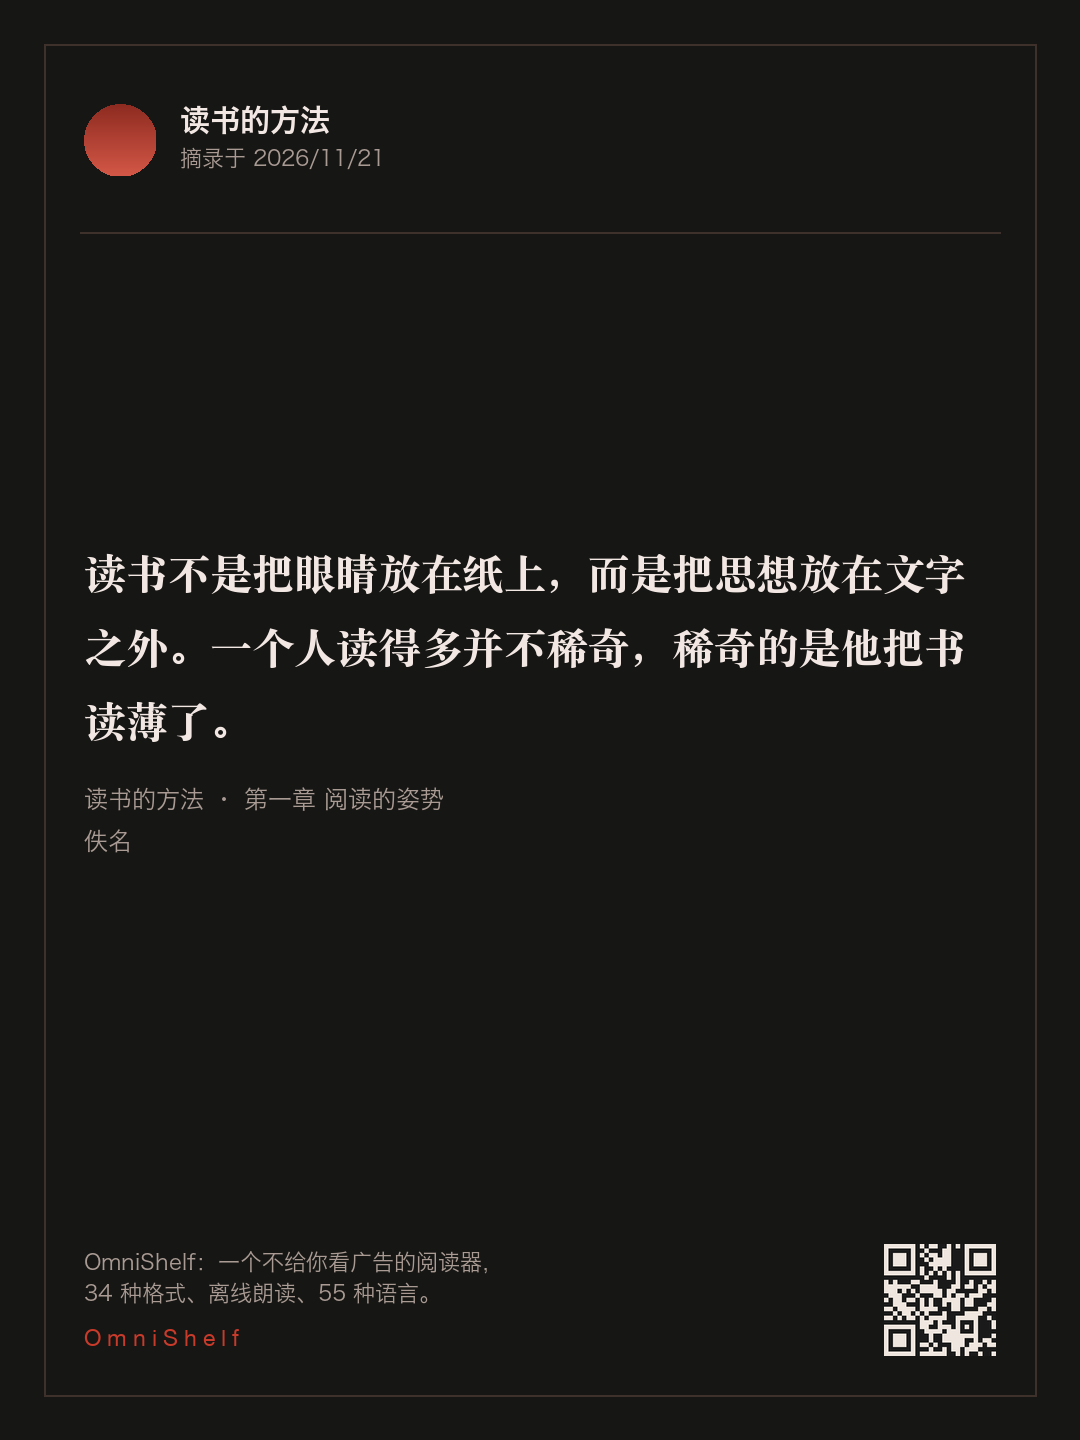 读书的方法
摘录于 2026/11/21
读书不是把眼睛放在纸上，而是把思想放在文字
之外。一个人读得多并不稀奇，稀奇的是他把书
读薄了。
读书的方法 · 第一章 阅读的姿势
佚名
OmniShelf：一个不给你看广告的阅读器，
34 种格式、离线朗读、55 种语言。
OmniShelf